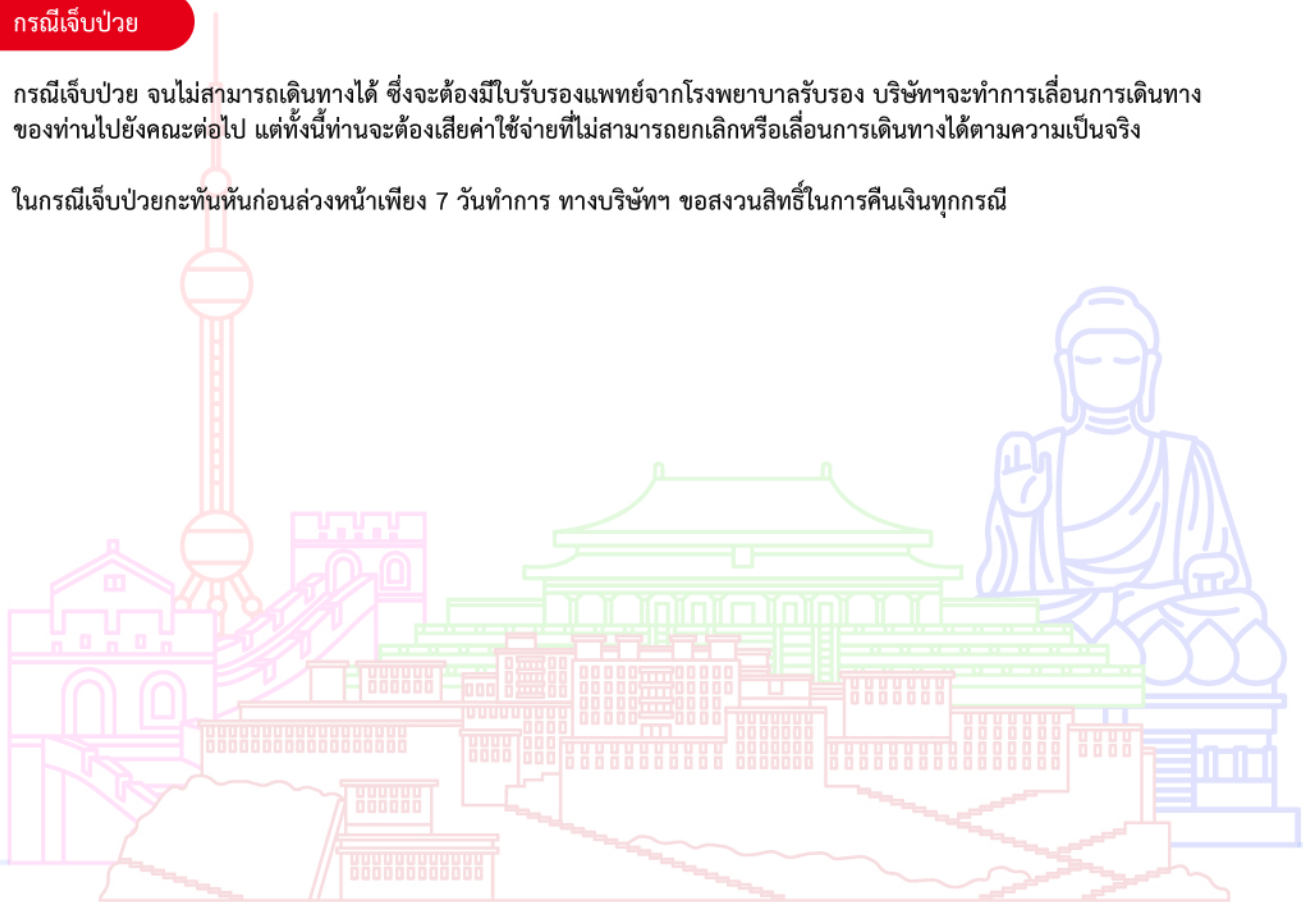 กรณีเจ็บป่วย
กรณีเจ็บป่วย จนไม่สามารถเดินทางได้ ซึ่งจะต้องมีใบรับรองแพทย์จากโรงพยาบาลรับรอง บริษัทฯจะทำการเลื่อนการเดินทาง
ของท่านไปยังคณะต่อไป แต่ทั้งนี้ท่านจะต้องเสียค่าใช้จ่ายที่ไม่สามารถยกเลิกหรือเลื่อนการเดินทางได้ตามความเป็นจริง
ในกรณีเจ็บป่วยกะทันหันก่อนล่วงหน้าเพียง 7 วันทำการ ทางบริษัทฯ ขอสงวนสิทธิ์ในการคืนเงินทุกกรณี